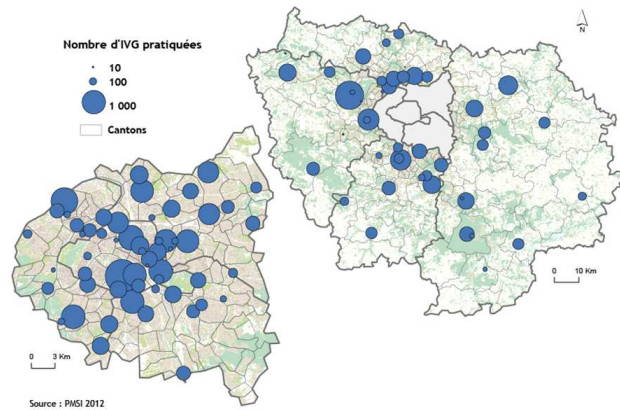 Nombre d'IVG pratiquées
10
100
1 000
Cantons
N
0 10 Km
0 3 Km
Source : PMSI 2012